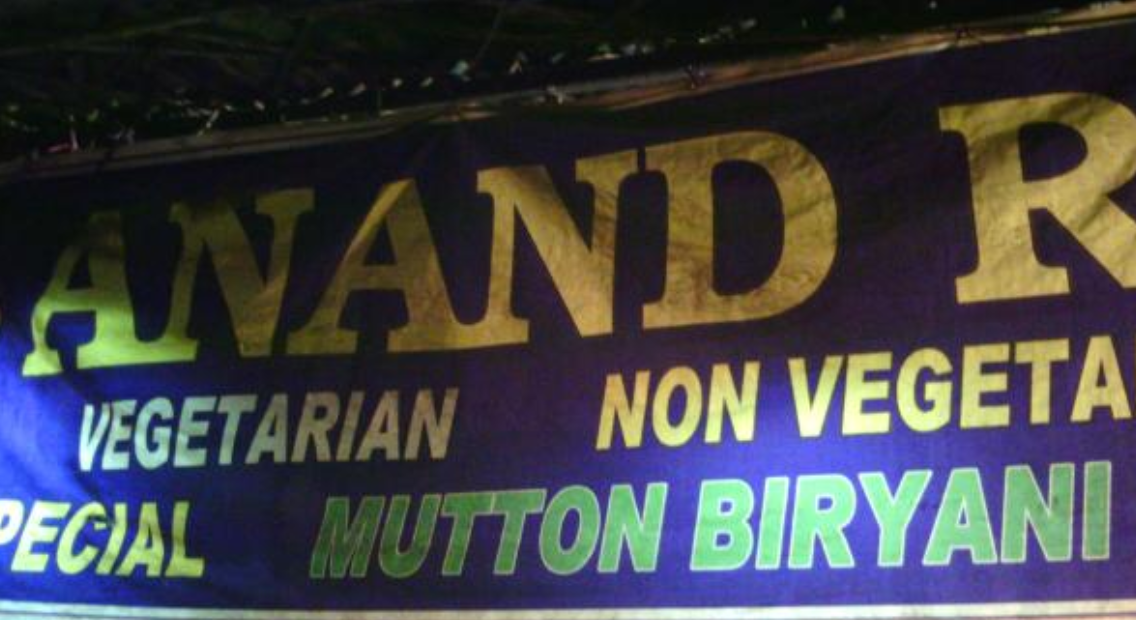 ANAND R
VEGETARIAN NON VEGETA
PECIAL MUTTON BIRYANI